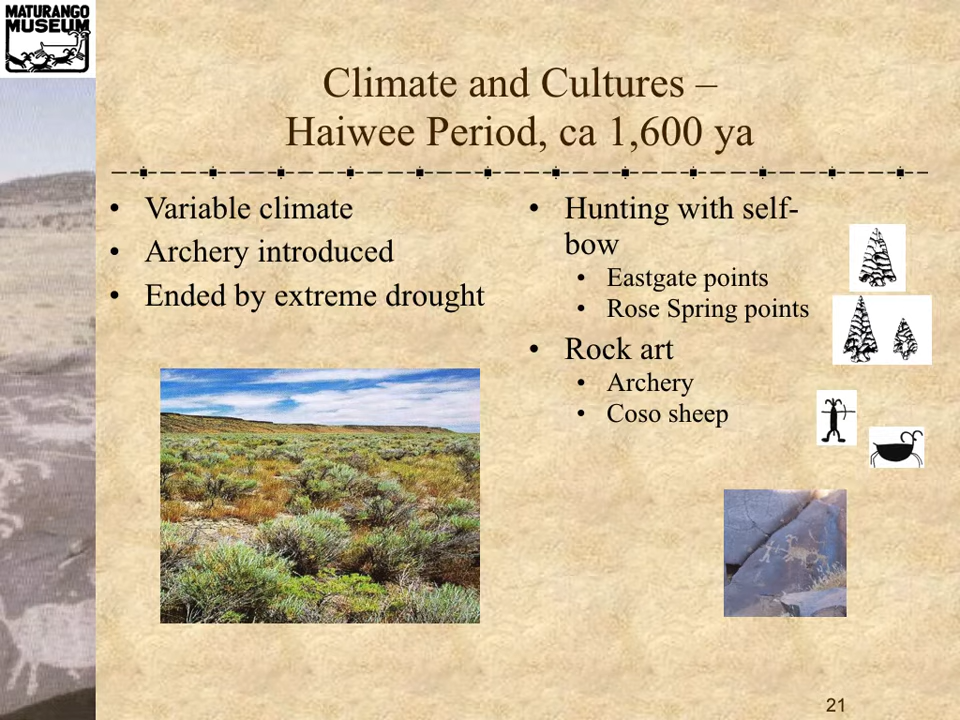 MATURANGO
MUSEUM
Climate and Cultures –
Haiwee Period, ca 1,600 ya
• Variable climate
• Archery introduced
• Ended by extreme drought
• Hunting with self-
bow
• Eastgate points
• Rose Spring points
• Rock art
• Archery
• Coso sheep
21